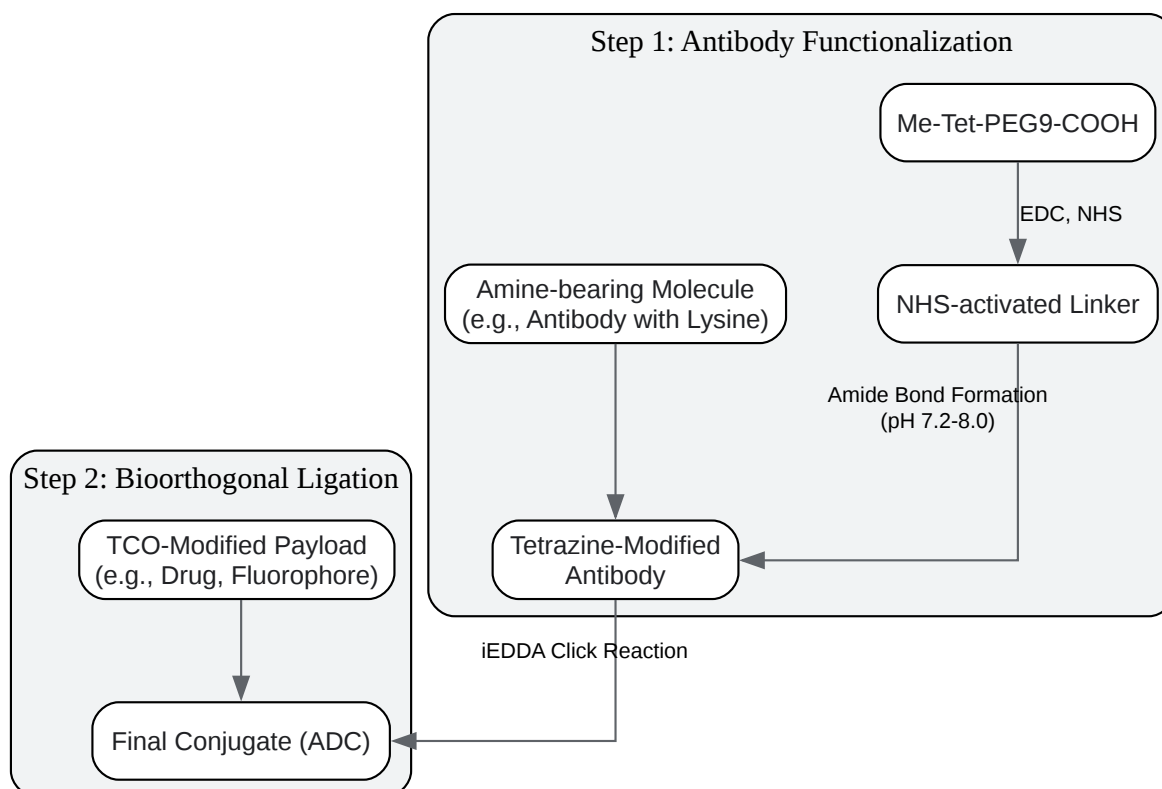 Step 1: Antibody Functionalization
Me-Tet-PEG9-COOH
EDC, NHS
Amine-bearing Molecule
(e.g., Antibody with Lysine)
NHS-activated Linker
Amide Bond Formation
(pH 7.2-8.0)
Step 2: Bioorthogonal Ligation
TCO-Modified Payload
(e.g., Drug, Fluorophore)
Tetrazine-Modified
Antibody
iEDDA Click Reaction
Final Conjugate (ADC)